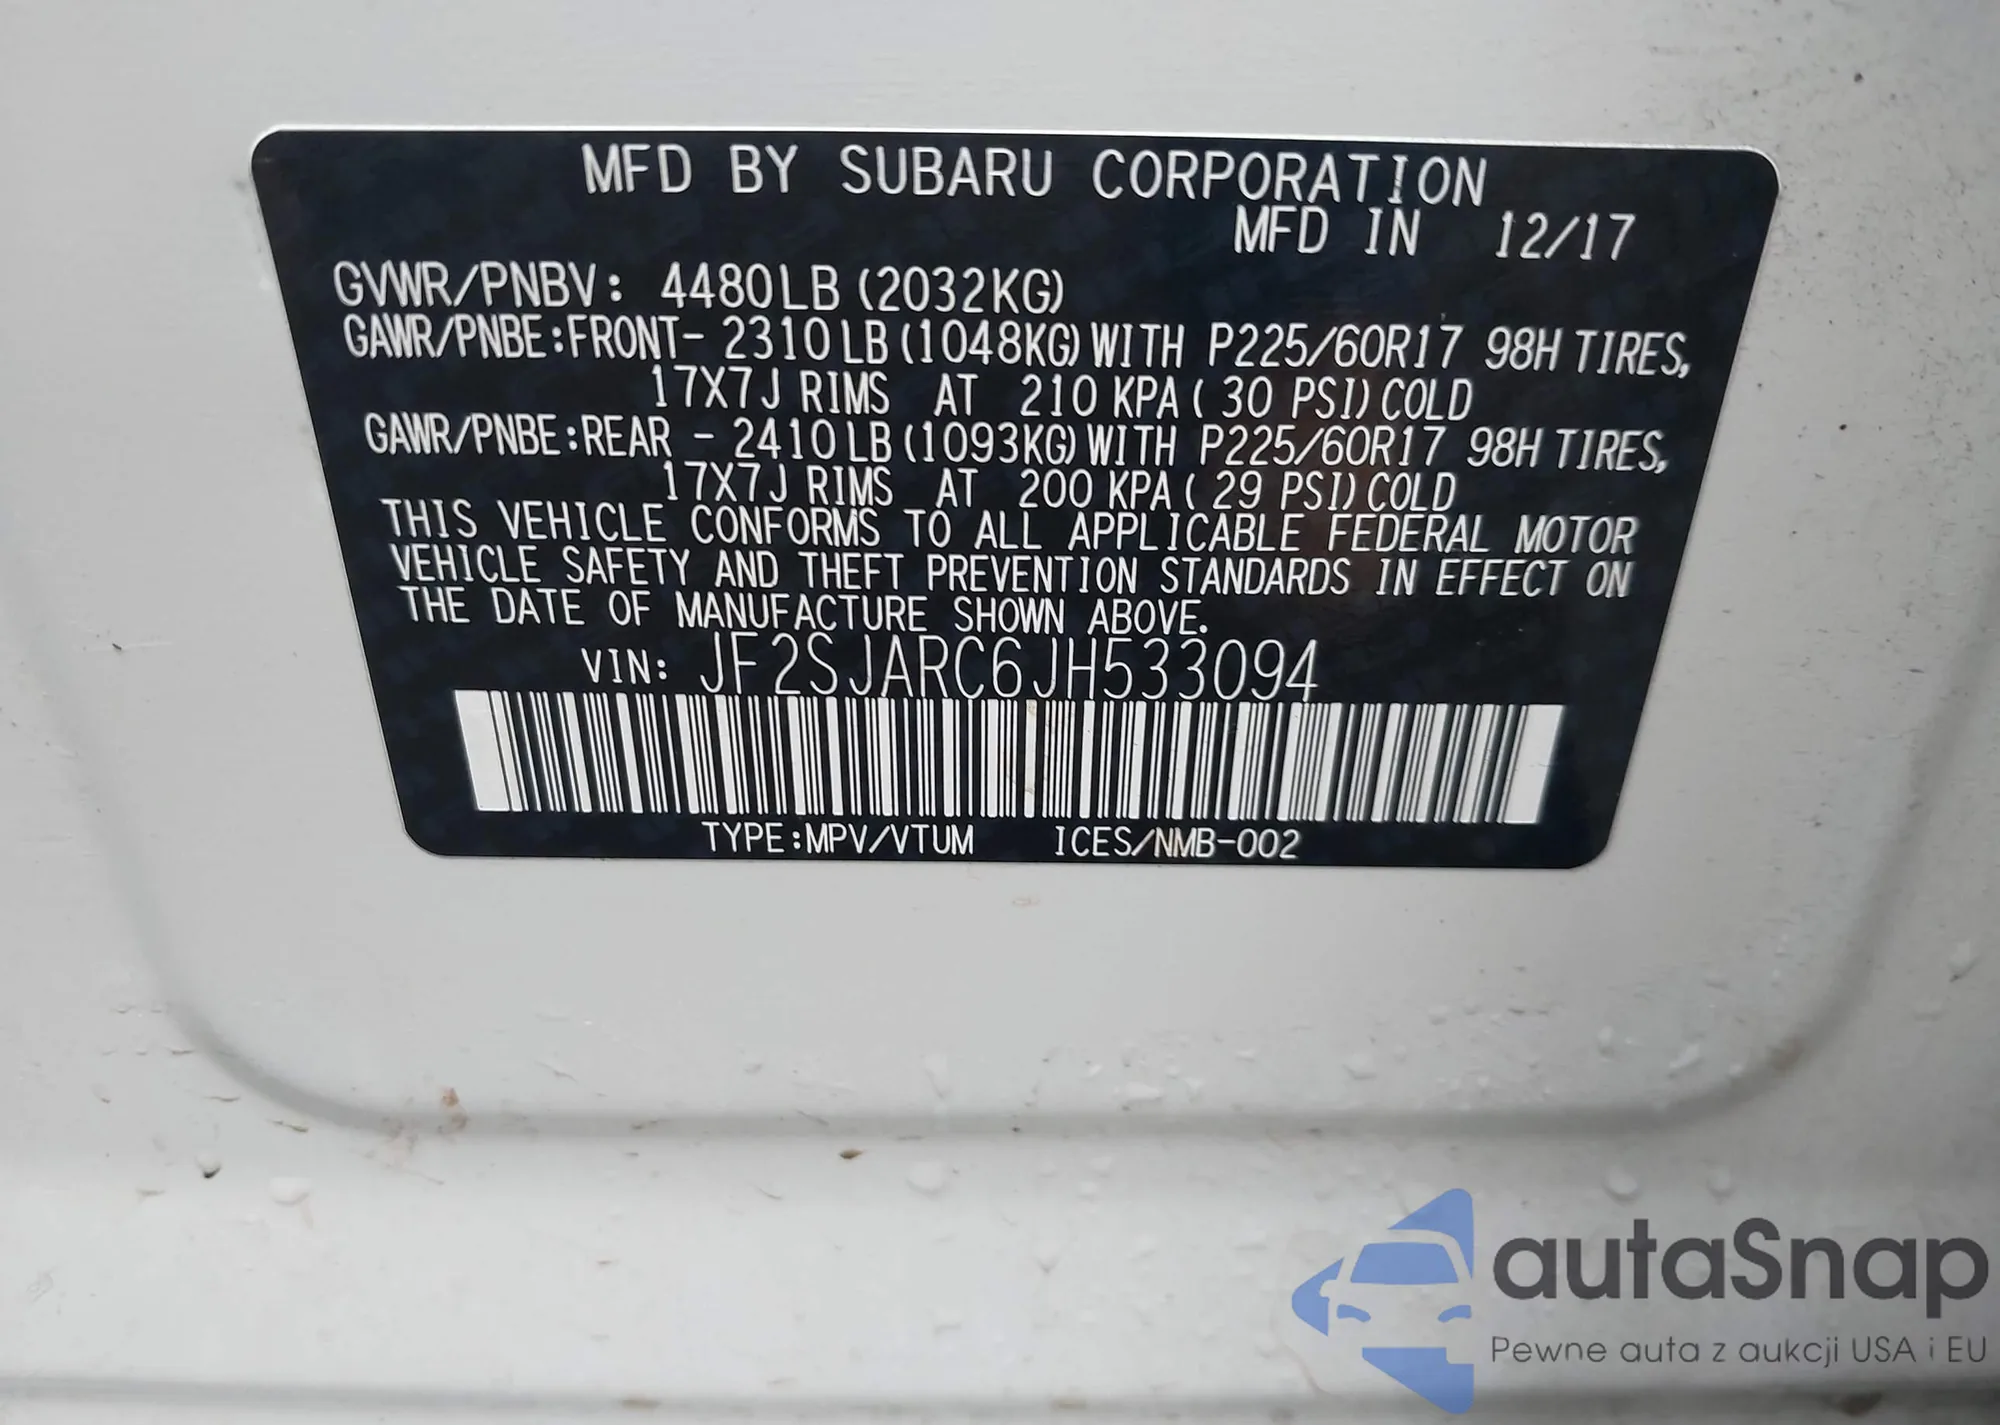 MFD BY SUBARU CORPORATION
MFD IN 12/17
GVWR/PNBV: 4480LB (2032KG)
GAWR/PNBE:FRONT- 2310LB (1048KG) WITH P225/60R17 98H TIRES,
17X7J RIMS AT 210 KPA ( 30 PSI) COLD
GAWR/PNBE:REAR - 2410LB (1093KG) WITH P225/60R17 98H TIRES,
17X7J RIMS AT 200 KPA ( 29 PSI) COLD
THIS VEHICLE CONFORMS TO ALL APPLICABLE FEDERAL MOTOR
VEHICLE SAFETY AND THEFT PREVENTION STANDARDS IN EFFECT ON
THE DATE OF MANUFACTURE SHOWN ABOVE.
VIN: JF2SJARC6JH533094
TYPE:MPV/VTUM ICES/NMB-002
autaSnap
Pewne auta z aukcji USA i EU